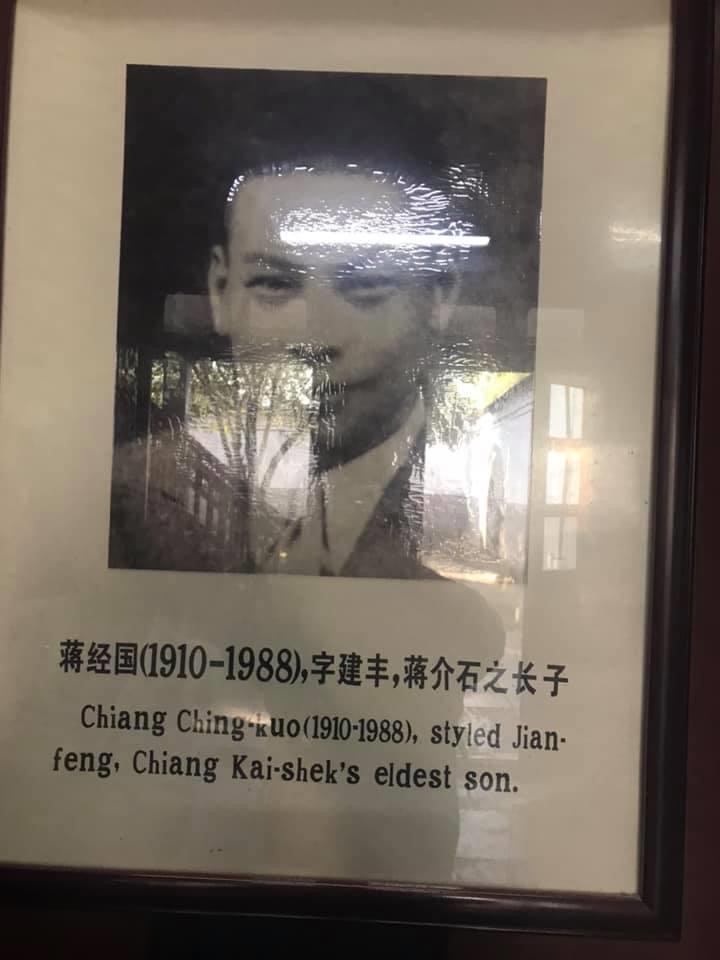 蒋经国(1910-1988),字建丰,蒋介石之长子
Chiang Ching-kuo(1910-1988), styled Jian-
feng, Chiang Kai-shek's eldest son.